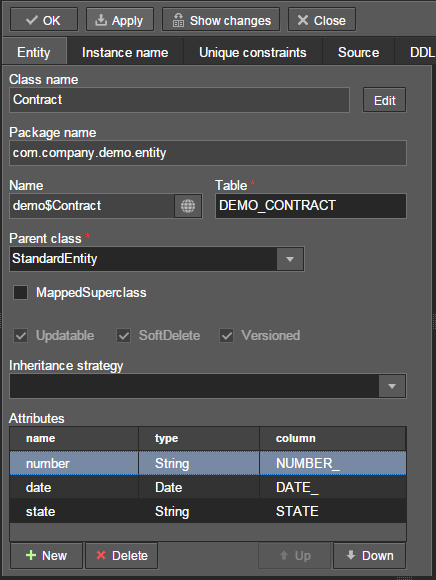 OK Apply Show changes Close
Entity Instance name Unique constraints Source DDL
Class name
Contract Edit
Package name
com.company.demo.entity
Name Table *
demo$Contract DEMO_CONTRACT
Parent class *
StandardEntity
MappedSuperclass
Updatable SoftDelete Versioned
Inheritance strategy
Attributes
name type column
number String NUMBER_
date Date DATE_
state String STATE
New Delete Up Down